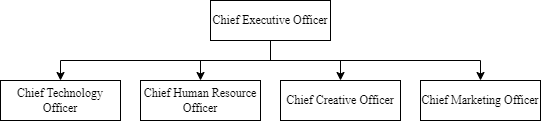 Chief Executive Officer
Chief Technology
Officer
Chief Human Resource
Officer
Chief Creative Officer
Chief Marketing Officer